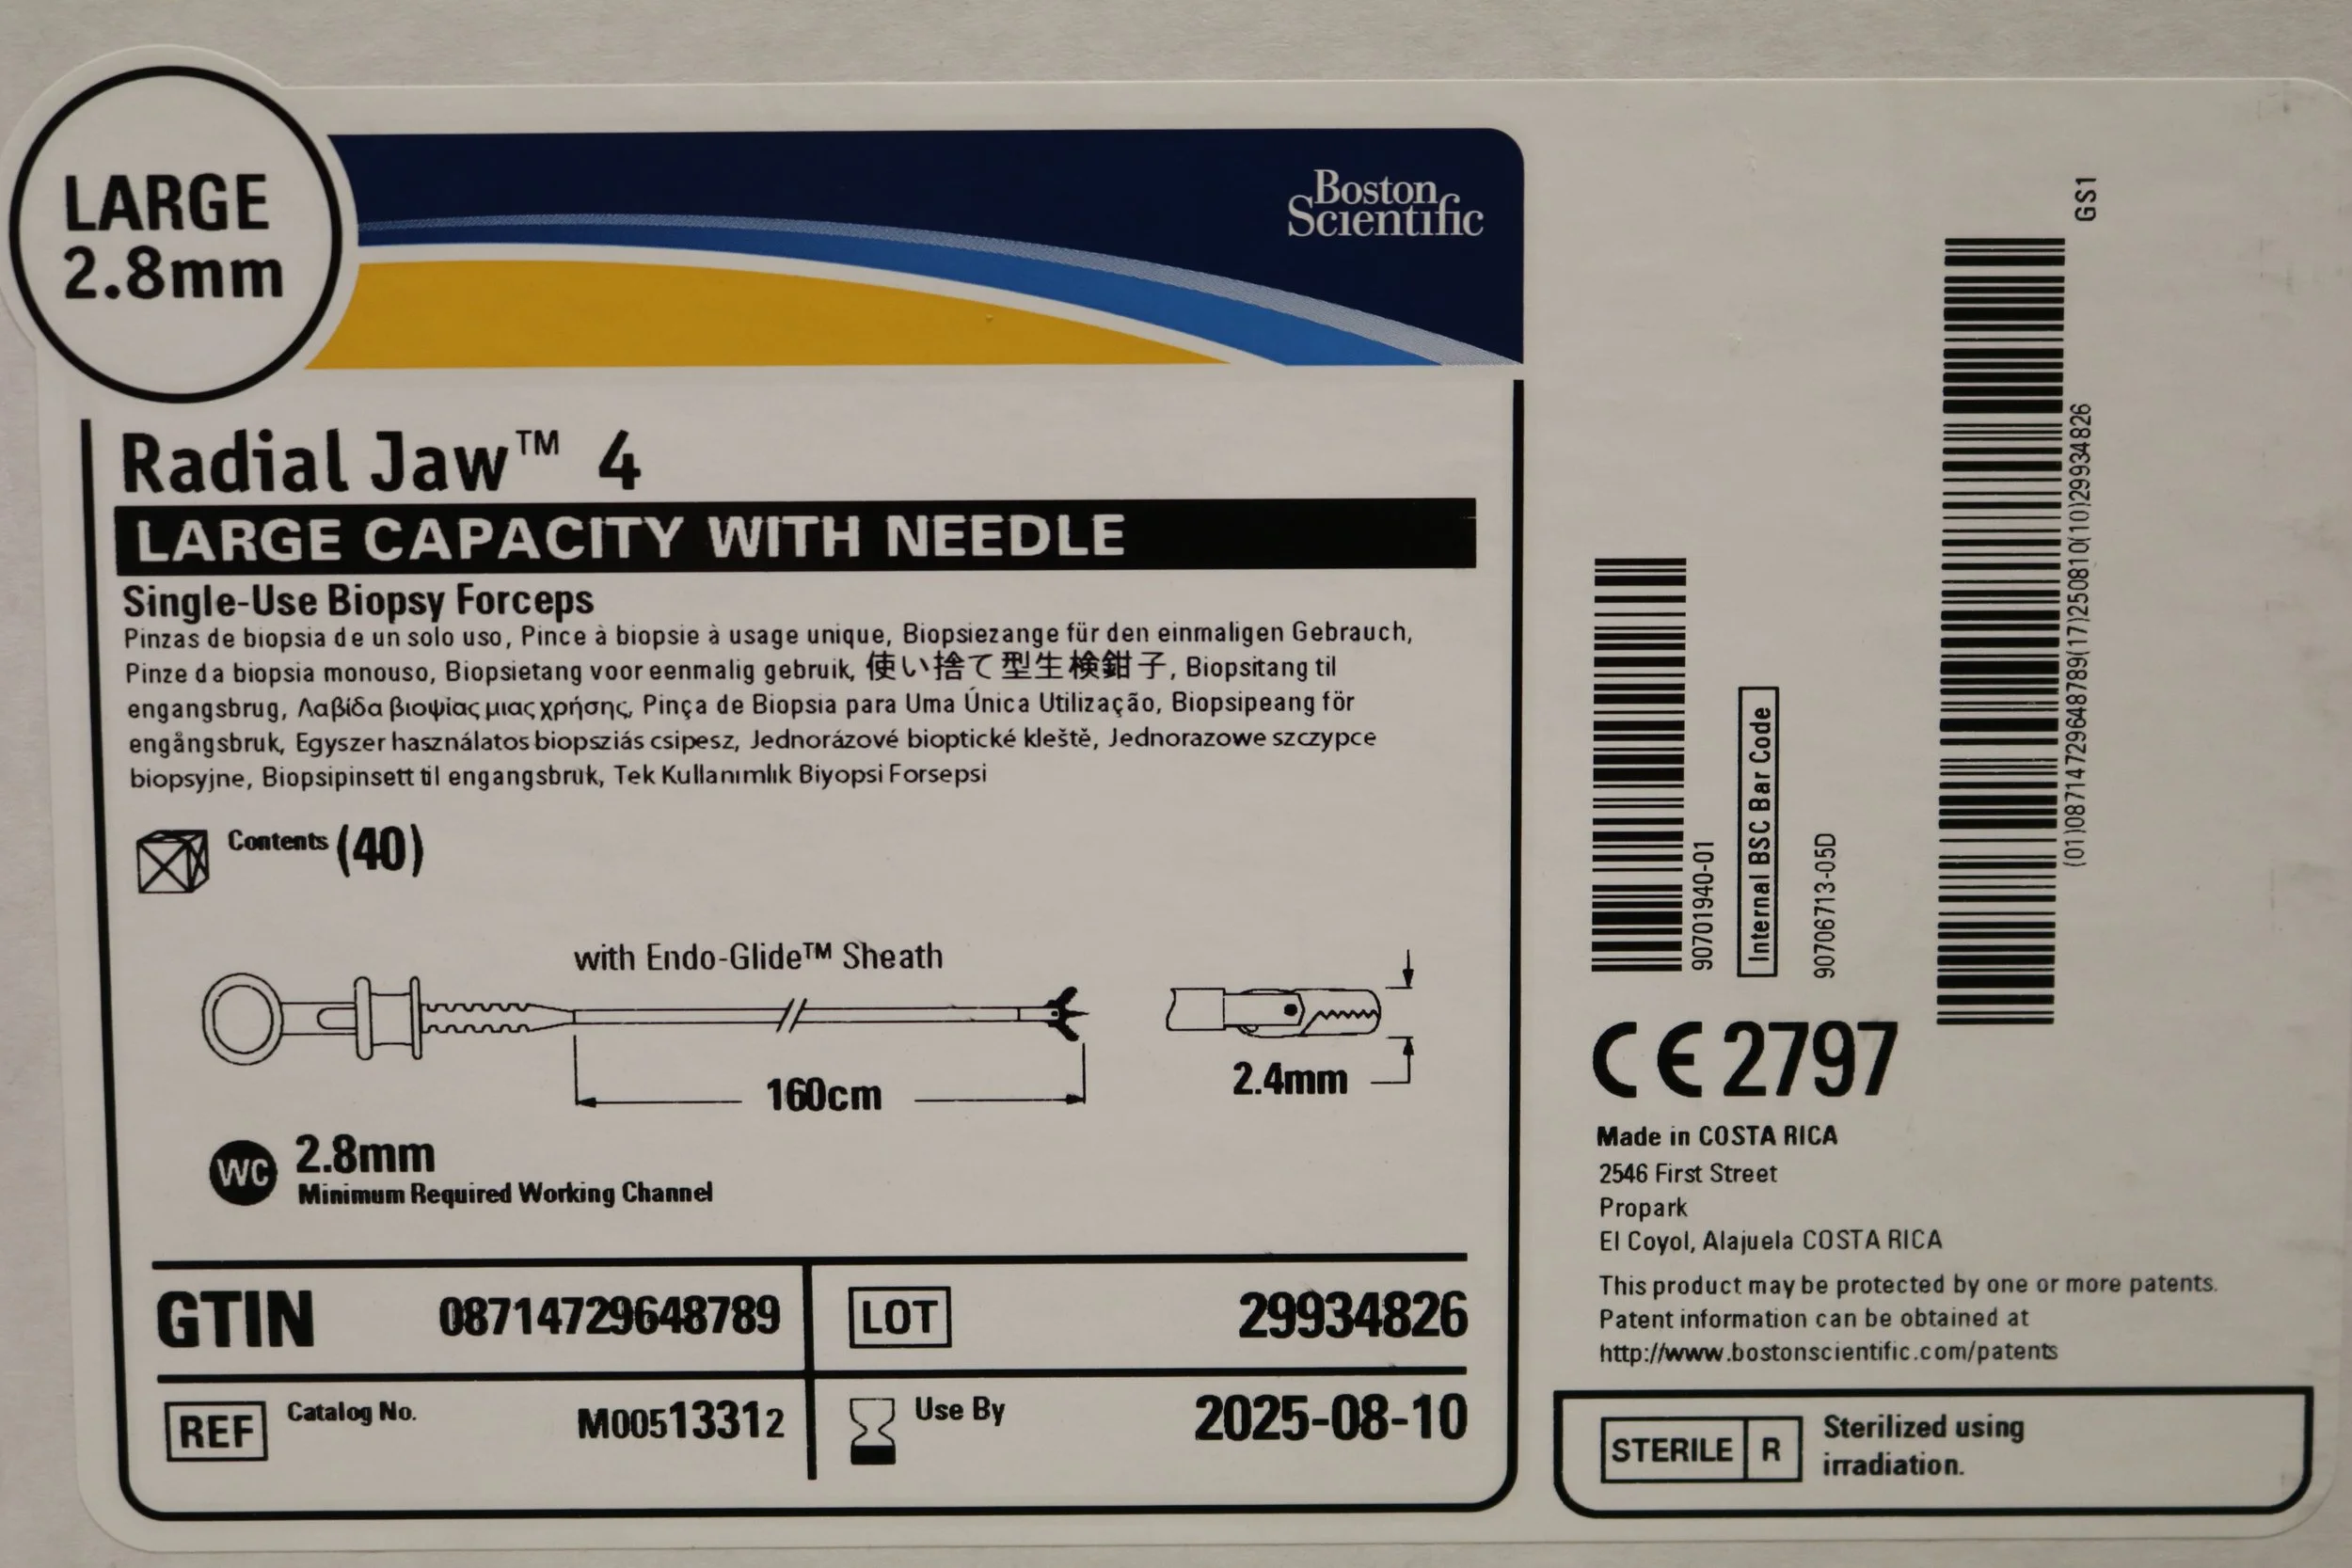 LARGE
2.8mm
Boston
Scientific
Radial Jaw™ 4
LARGE CAPACITY WITH NEEDLE
Single-Use Biopsy Forceps
Pinzas de biopsia de un solo uso, Pince à biopsie à usage unique, Biopsiezange für den einmaligen Gebrauch,
Pinze da biopsia monouso, Biopsietang voor eenmalig gebruik, 使い捨て型生検鉗子, Biopsitang til
engangsbrug, Λαβίδα βιοψίας μιας χρήσης, Pinça de Biopsia para Uma Única Utilização, Biopsipeang för
engångsbruk, Egyszer használatos biopsziás csipesz, Jednorázové bioptické kleště, Jednorazowe szczypce
biopsyjne, Biopsipinsett til engangsbruk, Tek Kullanımlık Biyopsi Forsepsi
Contents (40)
with Endo-Glide™ Sheath
160cm
2.4mm
WC 2.8mm
Minimum Required Working Channel
GTIN 08714729648789
LOT 29934826
REF Catalog No. M00513312
Use By 2025-08-10
90701940-01
Internal BSC Bar Code
90706713-05D
(01)08714729648789(17)250810(10)29934826
GS1
CE 2797
Made in COSTA RICA
2546 First Street
Propark
El Coyol, Alajuela COSTA RICA
This product may be protected by one or more patents.
Patent information can be obtained at
http://www.bostonscientific.com/patents
STERILE R Sterilized using
irradiation.